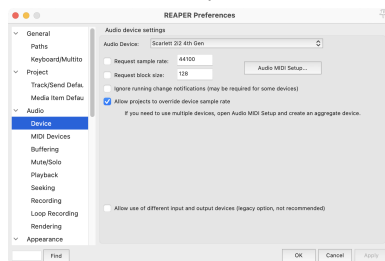 REAPER Preferences
General
Paths
Keyboard/Multito
Project
Track/Send Defau
Media Item Defau
Audio
Device
MIDI Devices
Buffering
Mute/Solo
Playback
Seeking
Recording
Loop Recording
Rendering
Appearance
Find
Audio device settings
Audio Device: Scarlett 2i2 4th Gen
Request sample rate: 44100
Request block size: 128
Audio MIDI Setup...
Ignore running change notifications (may be required for some devices)
Allow projects to override device sample rate
If you need to use multiple devices, open Audio MIDI Setup and create an aggregate device.
Allow use of different input and output devices (legacy option, not recommended)
OK Cancel Apply